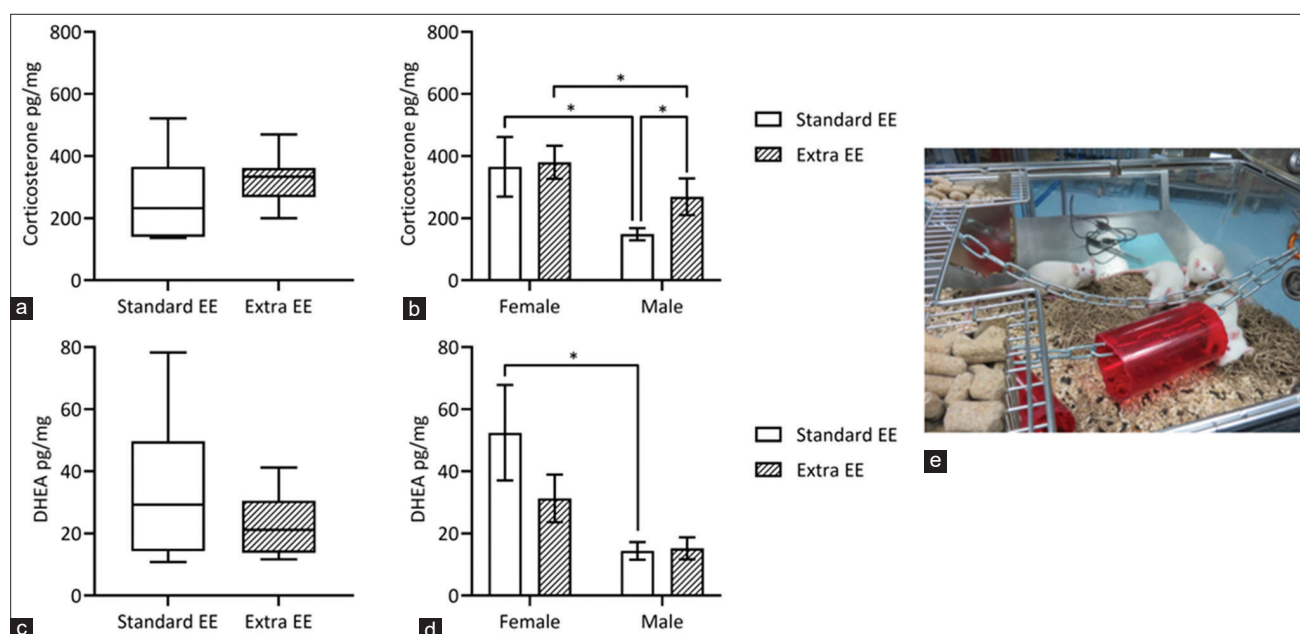 800
600
400
200
0
Corticosterone pg/mg
Standard EE Extra EE
a
800
600
400
200
0
Corticosterone pg/mg
* * *
Female Male
b
Standard EE
Extra EE
80
60
40
20
0
DHEA pg/mg
Standard EE Extra EE
c
80
60
40
20
0
DHEA pg/mg
*
Female Male
d
Standard EE
Extra EE
e